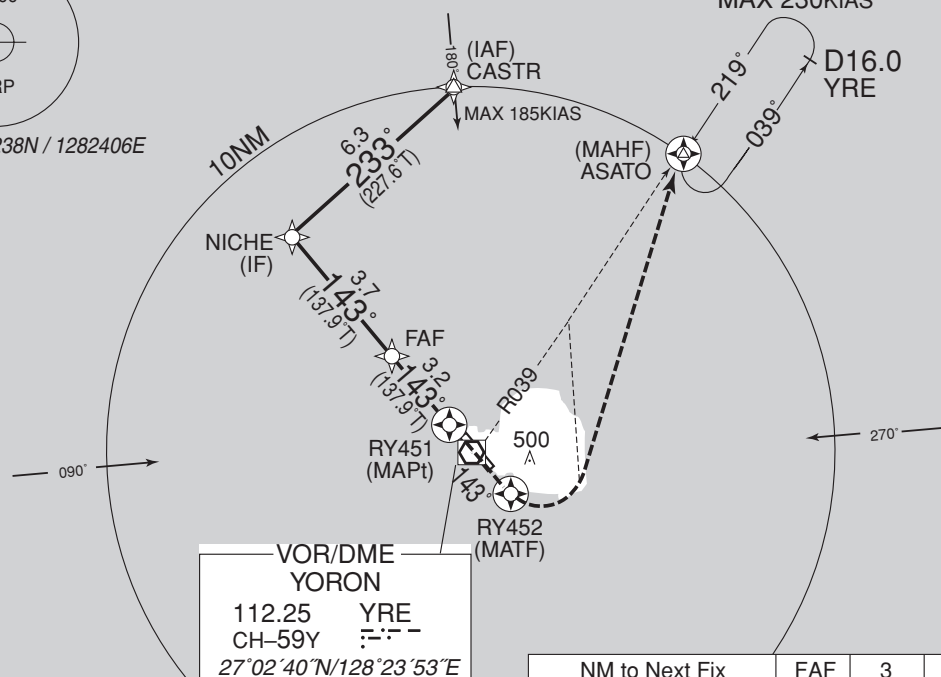 MAX 230KIAS
180°
(IAF)
CASTR
MAX 185KIAS
D16.0
YRE
219°
039°
RP
238N / 1282406E
10NM
6.3
233°
(227.6°T)
(MAHF)
ASATO
NICHE
(IF)
3.7
143°
(137.9°T)
FAF
3.2
143°
(137.9°T)
R039
500
RY451
(MAPt)
143°
RY452
(MATF)
090°
270°
VOR/DME
YORON
112.25 YRE
CH–59Y
27°02´40˝N/128°23´53˝E
NM to Next Fix FAF 3